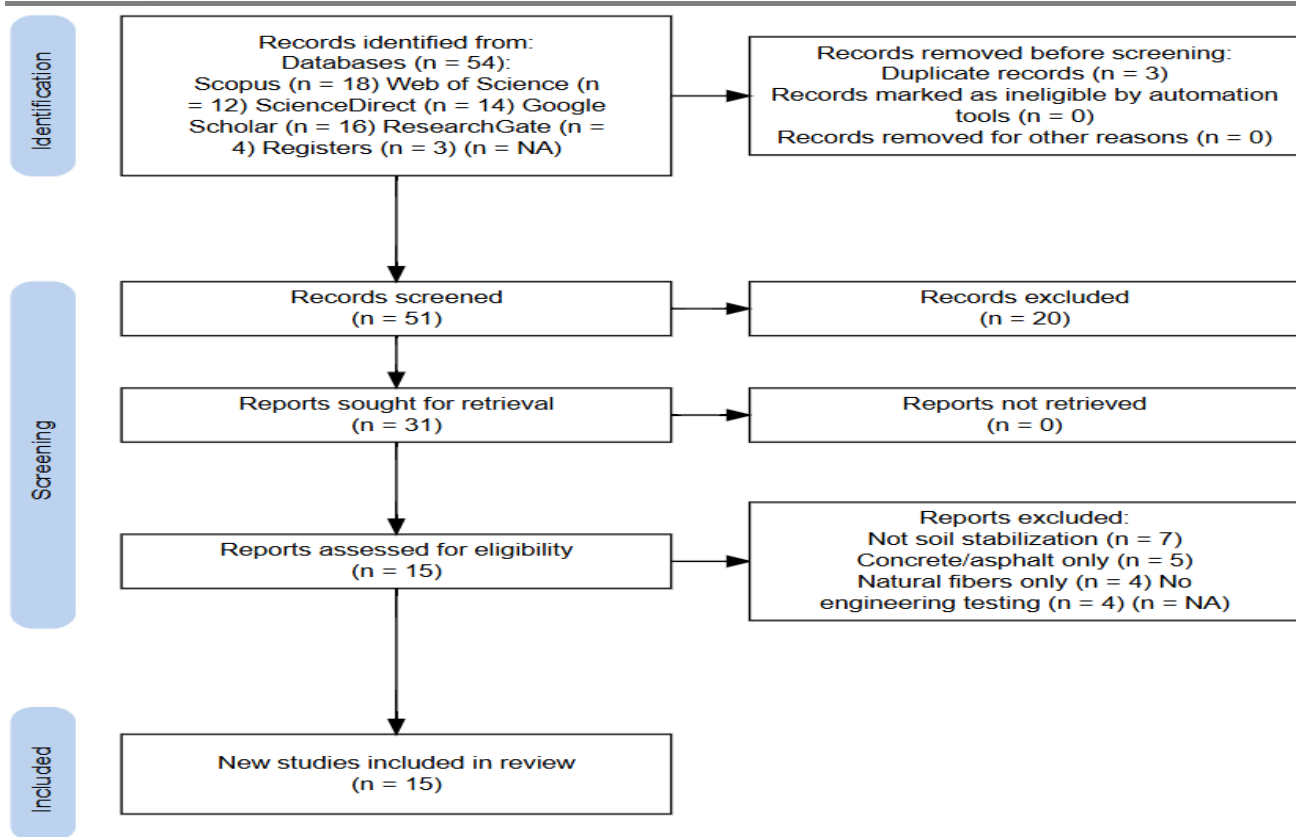 Identification
Records identified from:
Databases (n = 54):
Scopus (n = 18) Web of Science (n
= 12) ScienceDirect (n = 14) Google
Scholar (n = 16) ResearchGate (n =
4) Registers (n = 3) (n = NA)
Records removed before screening:
Duplicate records (n = 3)
Records marked as ineligible by automation
tools (n = 0)
Records removed for other reasons (n = 0)
Screening
Records screened
(n = 51)
Records excluded
(n = 20)
Reports sought for retrieval
(n = 31)
Reports not retrieved
(n = 0)
Reports assessed for eligibility
(n = 15)
Reports excluded:
Not soil stabilization (n = 7)
Concrete/asphalt only (n = 5)
Natural fibers only (n = 4) No
engineering testing (n = 4) (n = NA)
Included
New studies included in review
(n = 15)